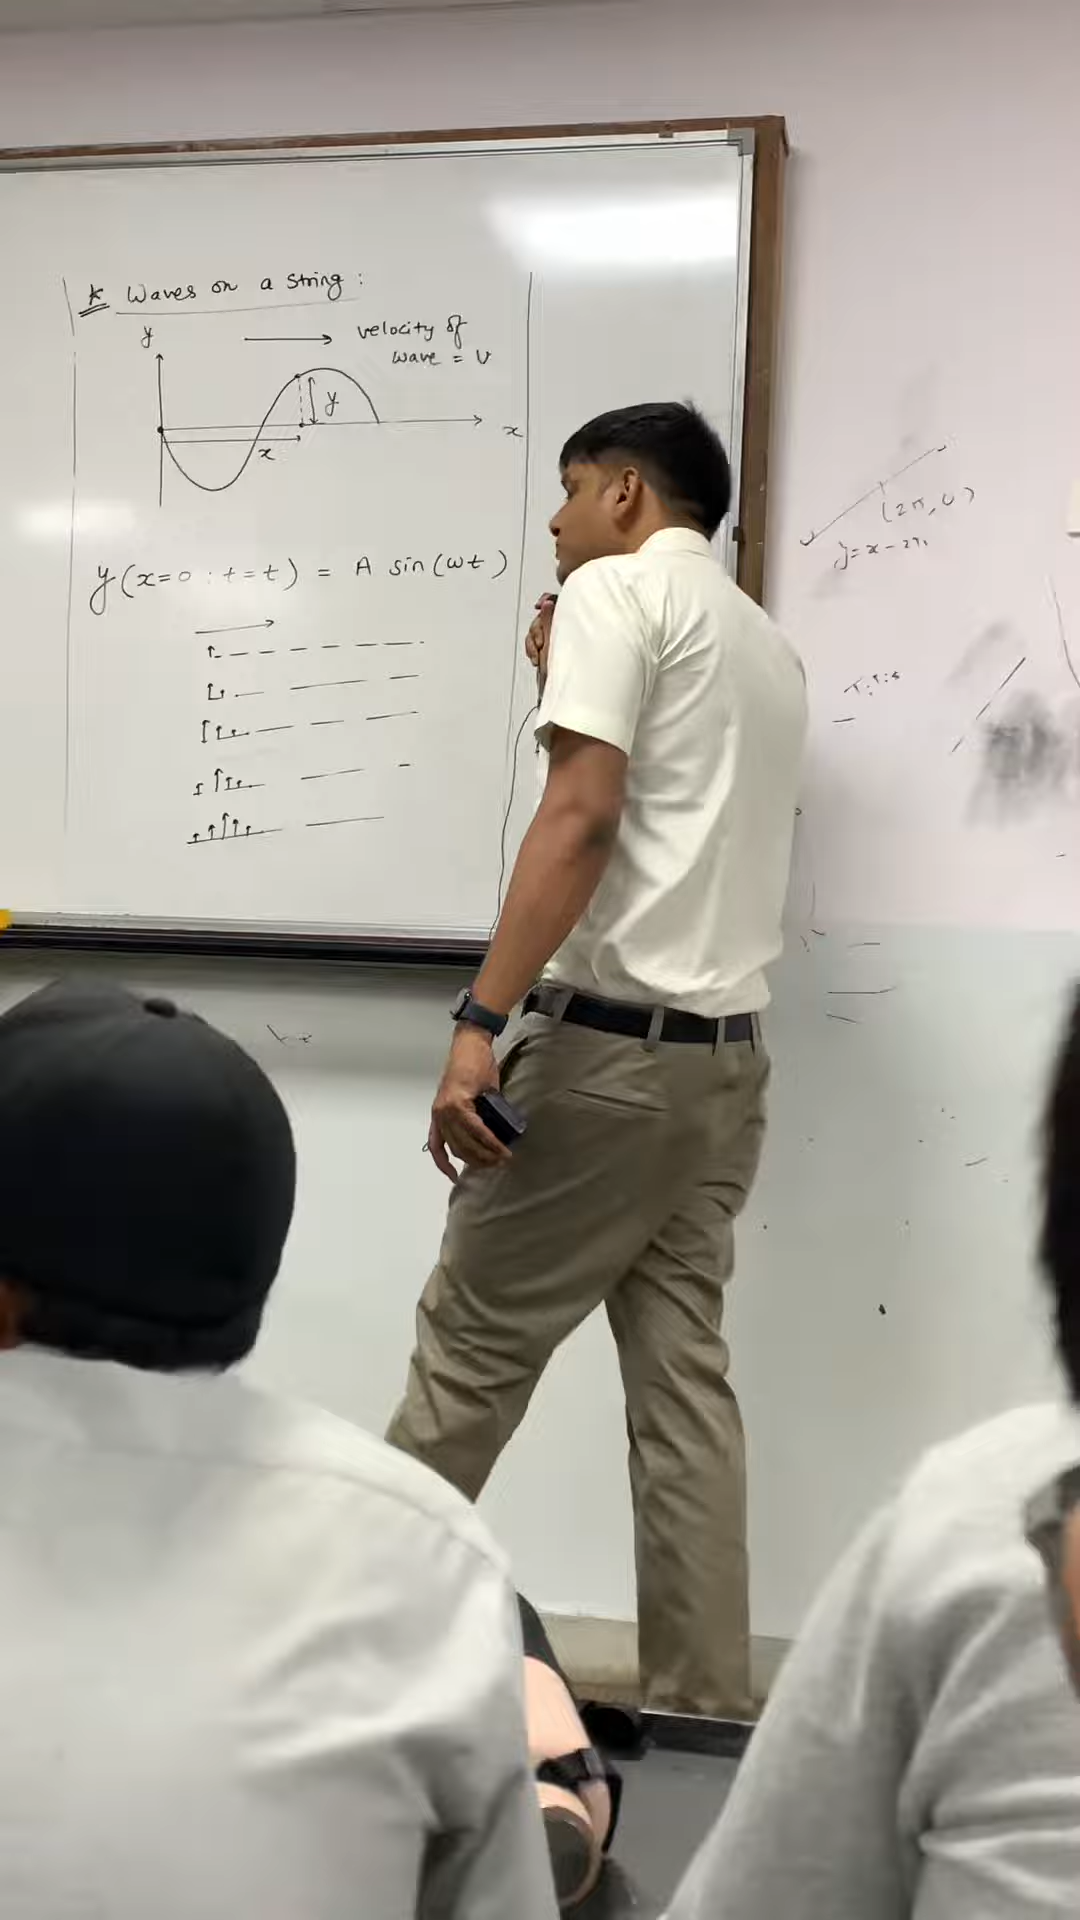 * Waves on a string :
y
velocity of
wave = v
y
x
x
y(x=0 : t=t) = A sin(ωt)
(2π, 0)
y = x - 2π